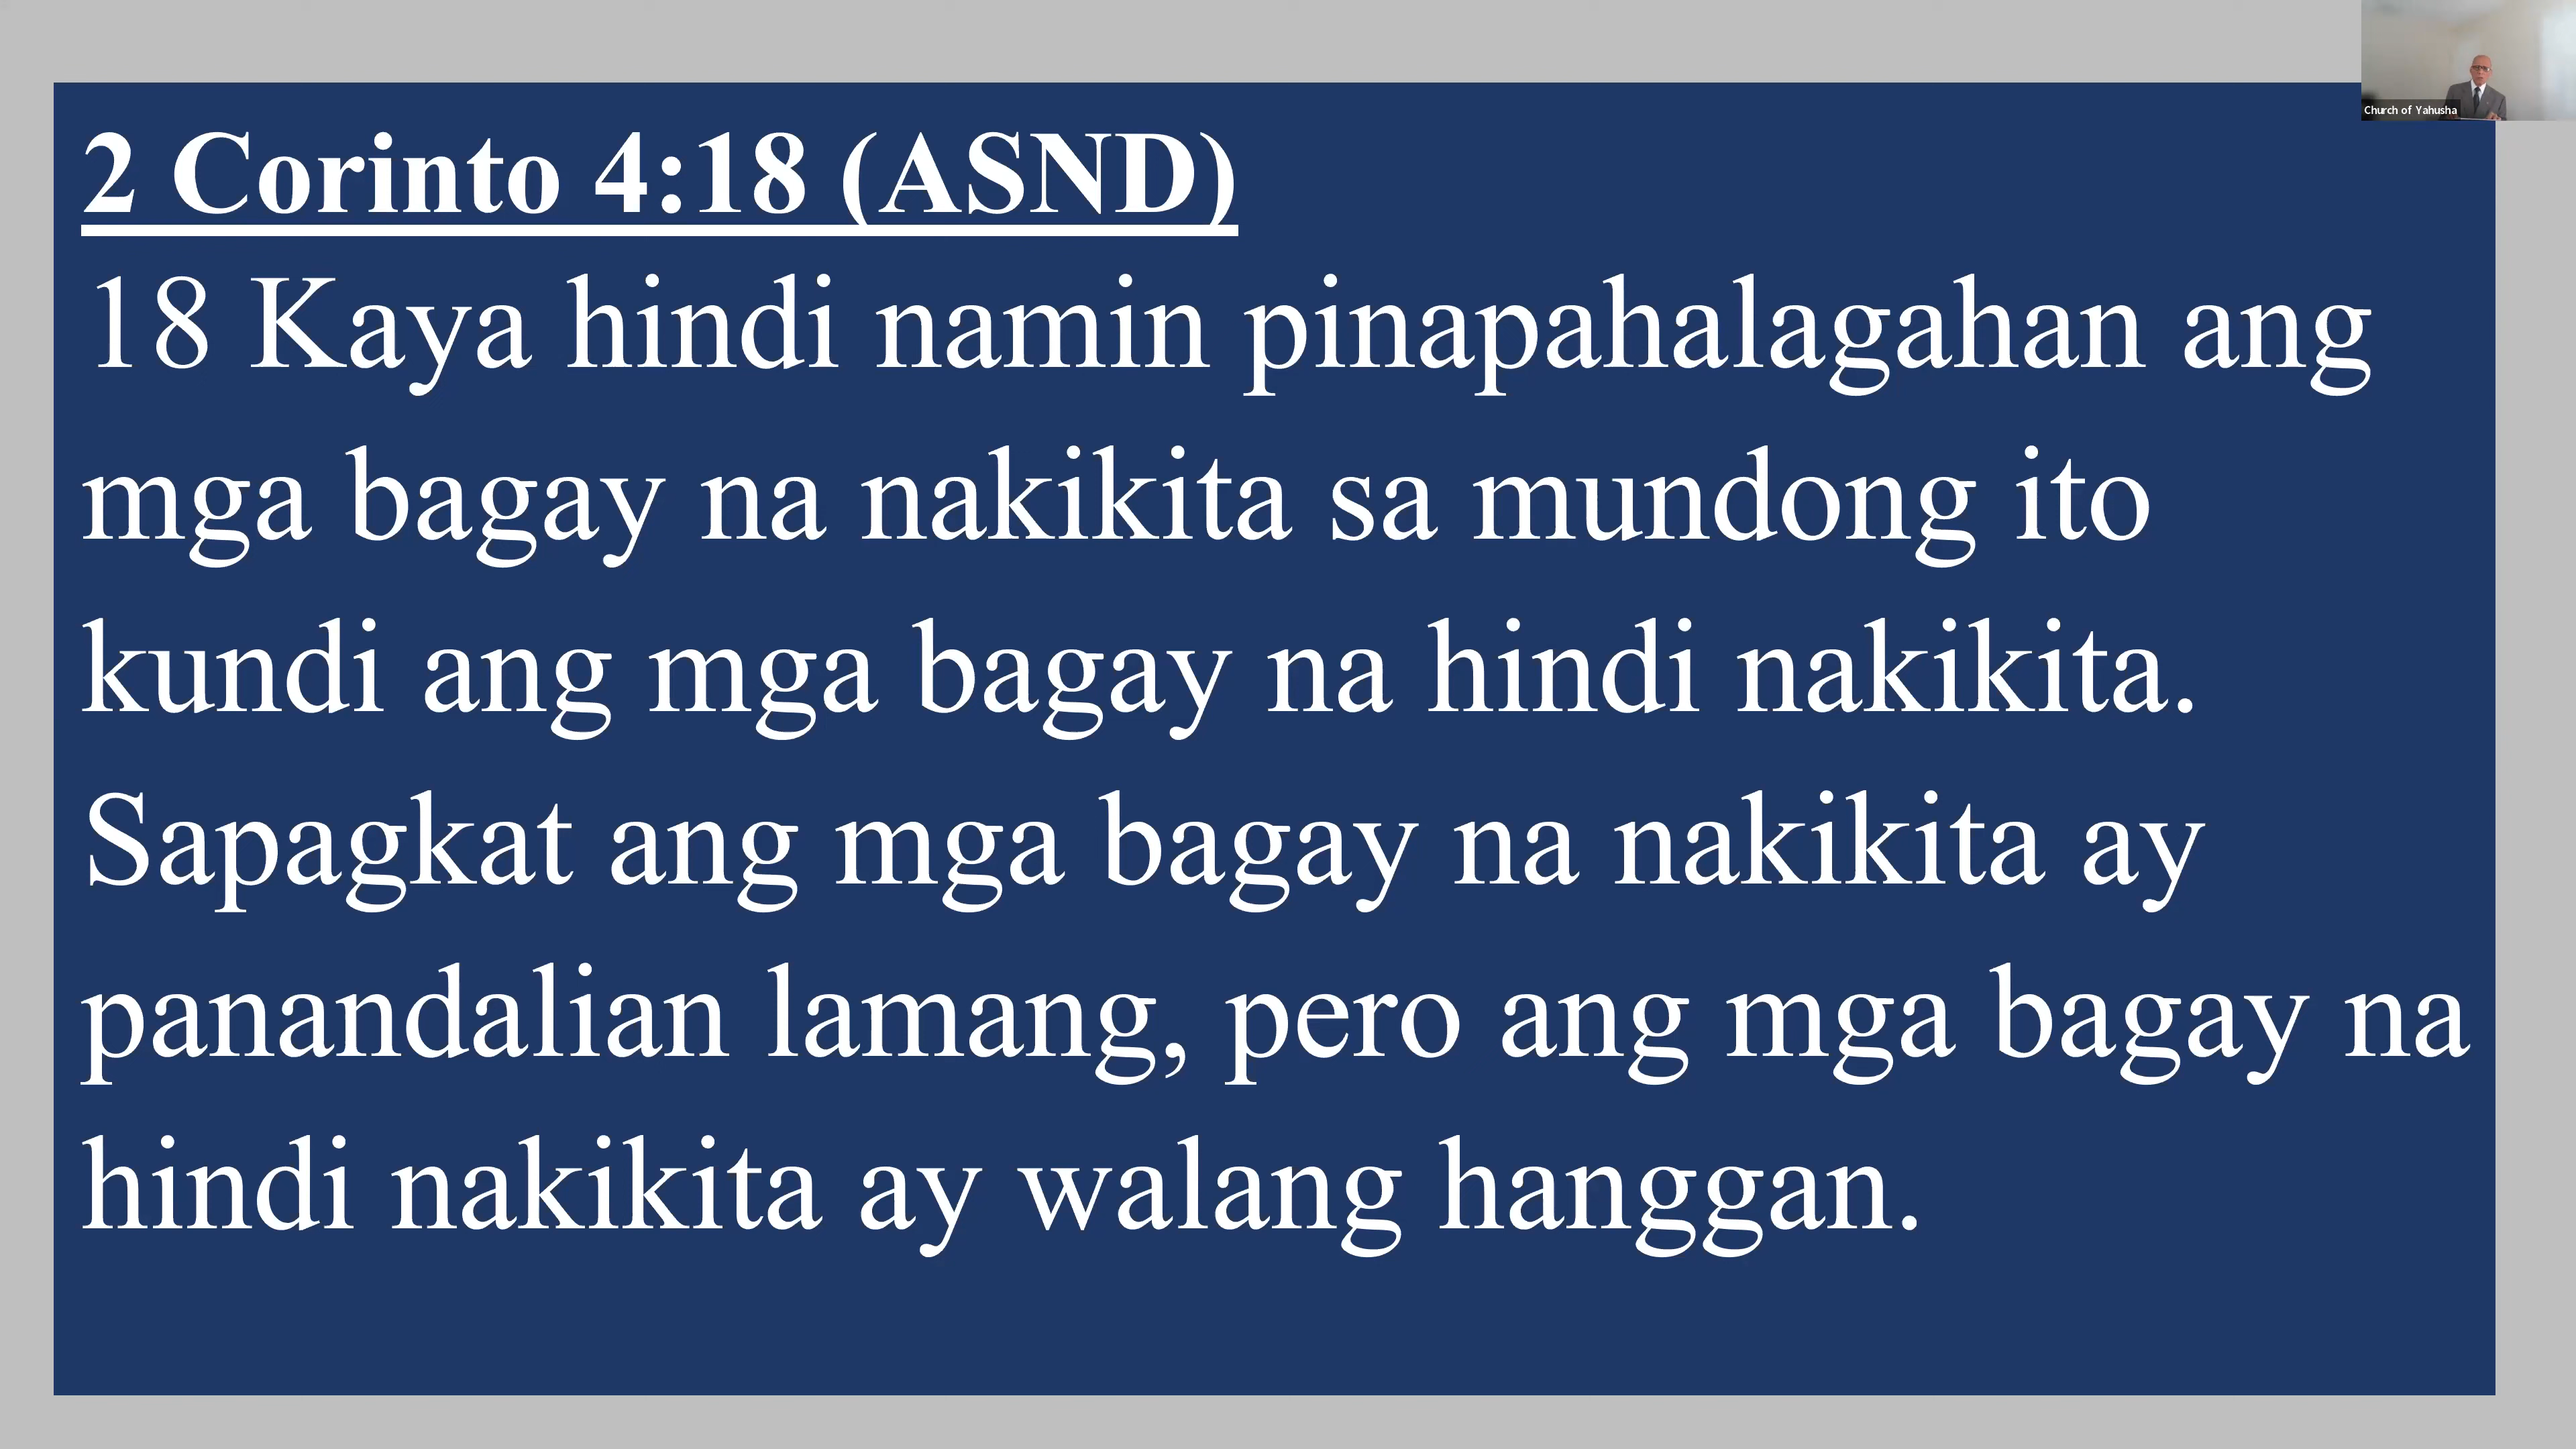 Church of Yahusha
2 Corinto 4:18 (ASND)
18 Kaya hindi namin pinapahalagahan ang
mga bagay na nakikita sa mundong ito
kundi ang mga bagay na hindi nakikita.
Sapagkat ang mga bagay na nakikita ay
panandalian lamang, pero ang mga bagay na
hindi nakikita ay walang hanggan.